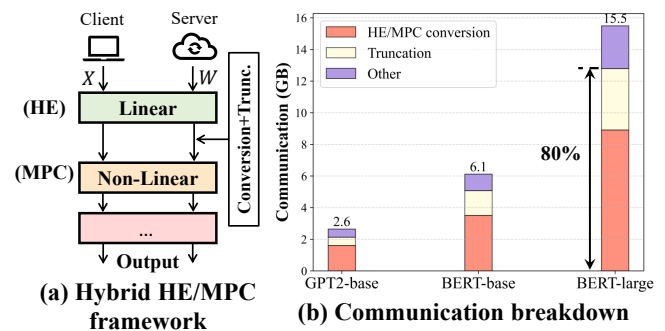 Client
Server
X
W
(HE)
Linear
Conversion+Trunc.
(MPC)
Non-Linear
...
Output
(a) Hybrid HE/MPC
framework
Communication (GB)
16
14
12
10
8
6
4
2
0
HE/MPC conversion
Truncation
Other
2.6
6.1
15.5
80%
GPT2-base
BERT-base
BERT-large
(b) Communication breakdown